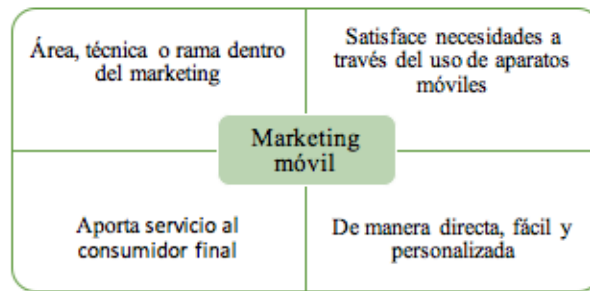 Área, técnica o rama dentro
del marketing
Satisface necesidades a
través del uso de aparatos
móviles
Marketing
móvil
Aporta servicio al
consumidor final
De manera directa, fácil y
personalizada